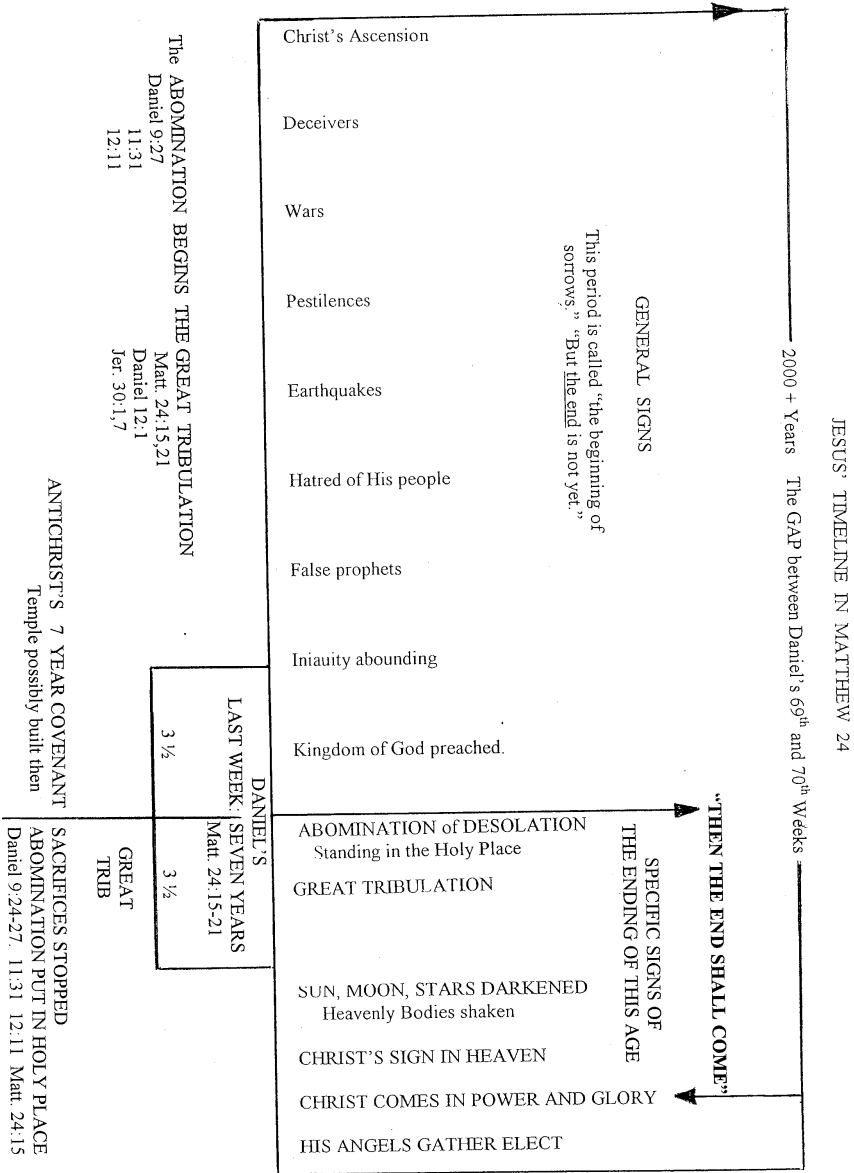 JESUS' TIMELINE IN MATTHEW 24
2000 + Years The GAP between Daniel's 69th and 70th Weeks
"THEN THE END SHALL COME"
GENERAL SIGNS
This period is called "the beginning of
sorrows." "But the end is not yet."
SPECIFIC SIGNS OF
THE ENDING OF THIS AGE
Christ's Ascension
Deceivers
Wars
Pestilences
Earthquakes
Hatred of His people
False prophets
Iniauity abounding
Kingdom of God preached.
ABOMINATION of DESOLATION
Standing in the Holy Place
GREAT TRIBULATION
SUN, MOON, STARS DARKENED
Heavenly Bodies shaken
CHRIST'S SIGN IN HEAVEN
CHRIST COMES IN POWER AND GLORY
HIS ANGELS GATHER ELECT
DANIEL'S
LAST WEEK: SEVEN YEARS
Matt. 24:15-21
3 ½
3 ½
GREAT
TRIB
The ABOMINATION BEGINS THE GREAT TRIBULATION
Daniel 9:27
11:31
12:11
Matt. 24:15,21
Daniel 12:1
Jer. 30:1,7
ANTICHRIST'S 7 YEAR COVENANT
Temple possibly built then
SACRIFICES STOPPED
ABOMINATION PUT IN HOLY PLACE
Daniel 9:24-27. 11:31 12:11 Matt. 24:15